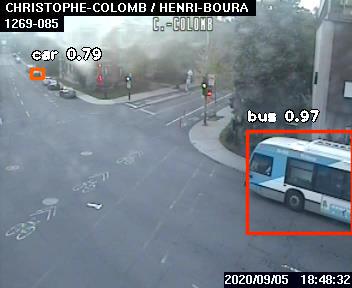 CHRISTOPHE-COLOMB / HENRI-BOURA
1269-085
C.-COLOMB
car 0.79
bus 0.97
2020/09/05 18:48:32